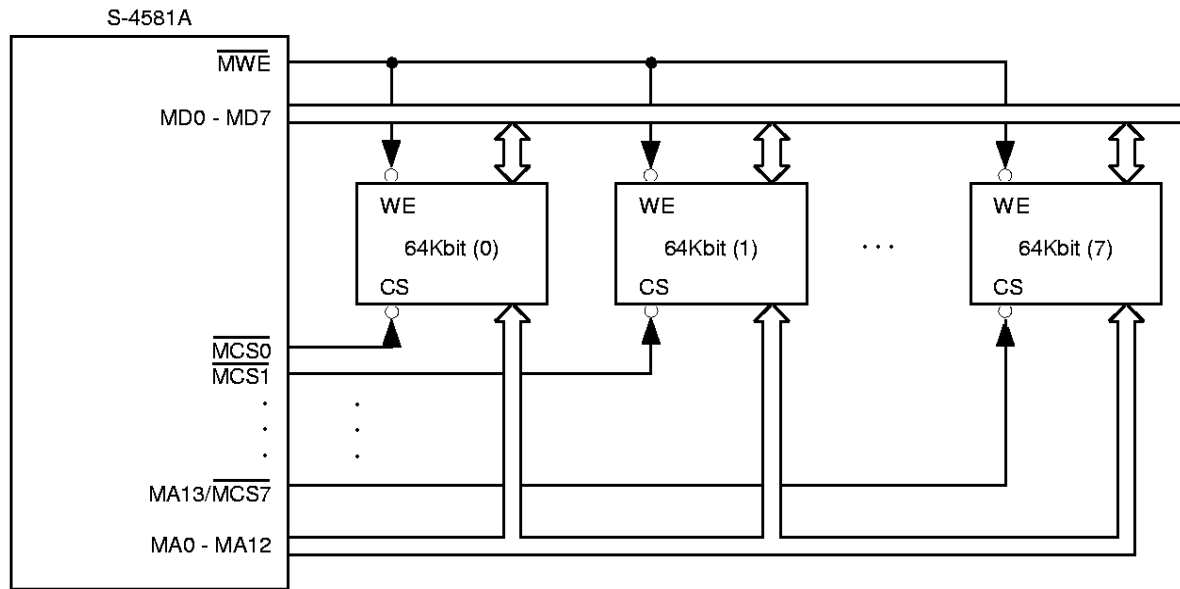 S-4581A
MWE
MD0 - MD7
WE WE WE
64Kbit (0) 64Kbit (1) · · · 64Kbit (7)
CS CS CS
MCS0
MCS1
MA13/MCS7
MA0 - MA12